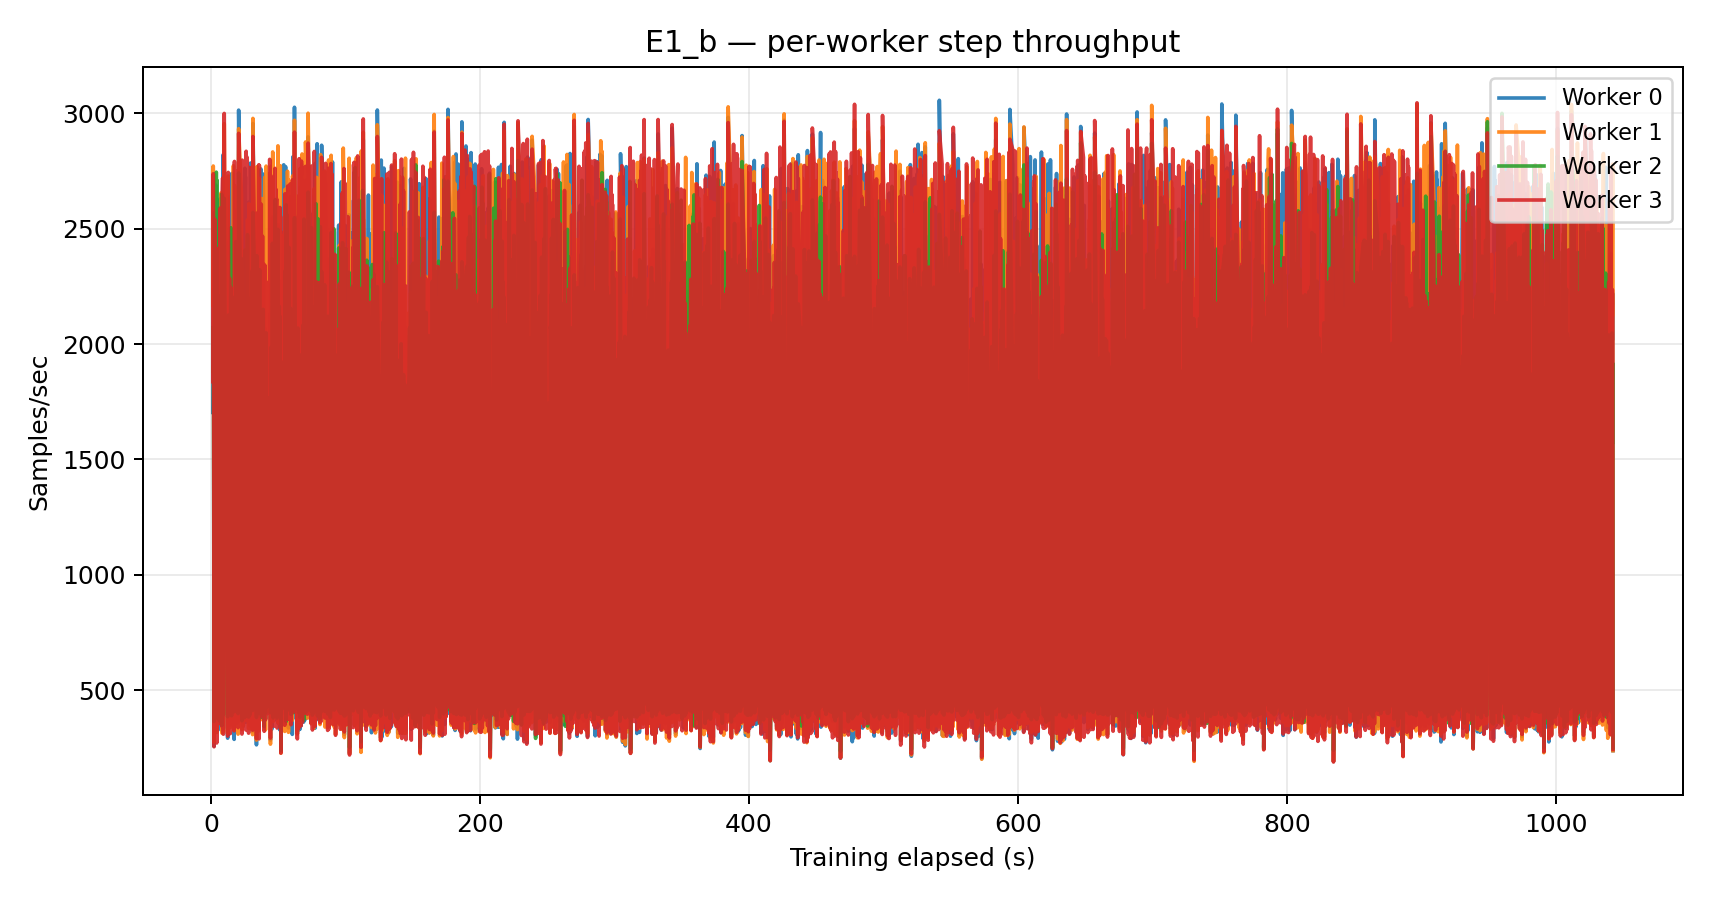 E1_b — per-worker step throughput
3000
2500
2000
1500
1000
500
Samples/sec
Worker 0
Worker 1
Worker 2
Worker 3
0 200 400 600 800 1000
Training elapsed (s)